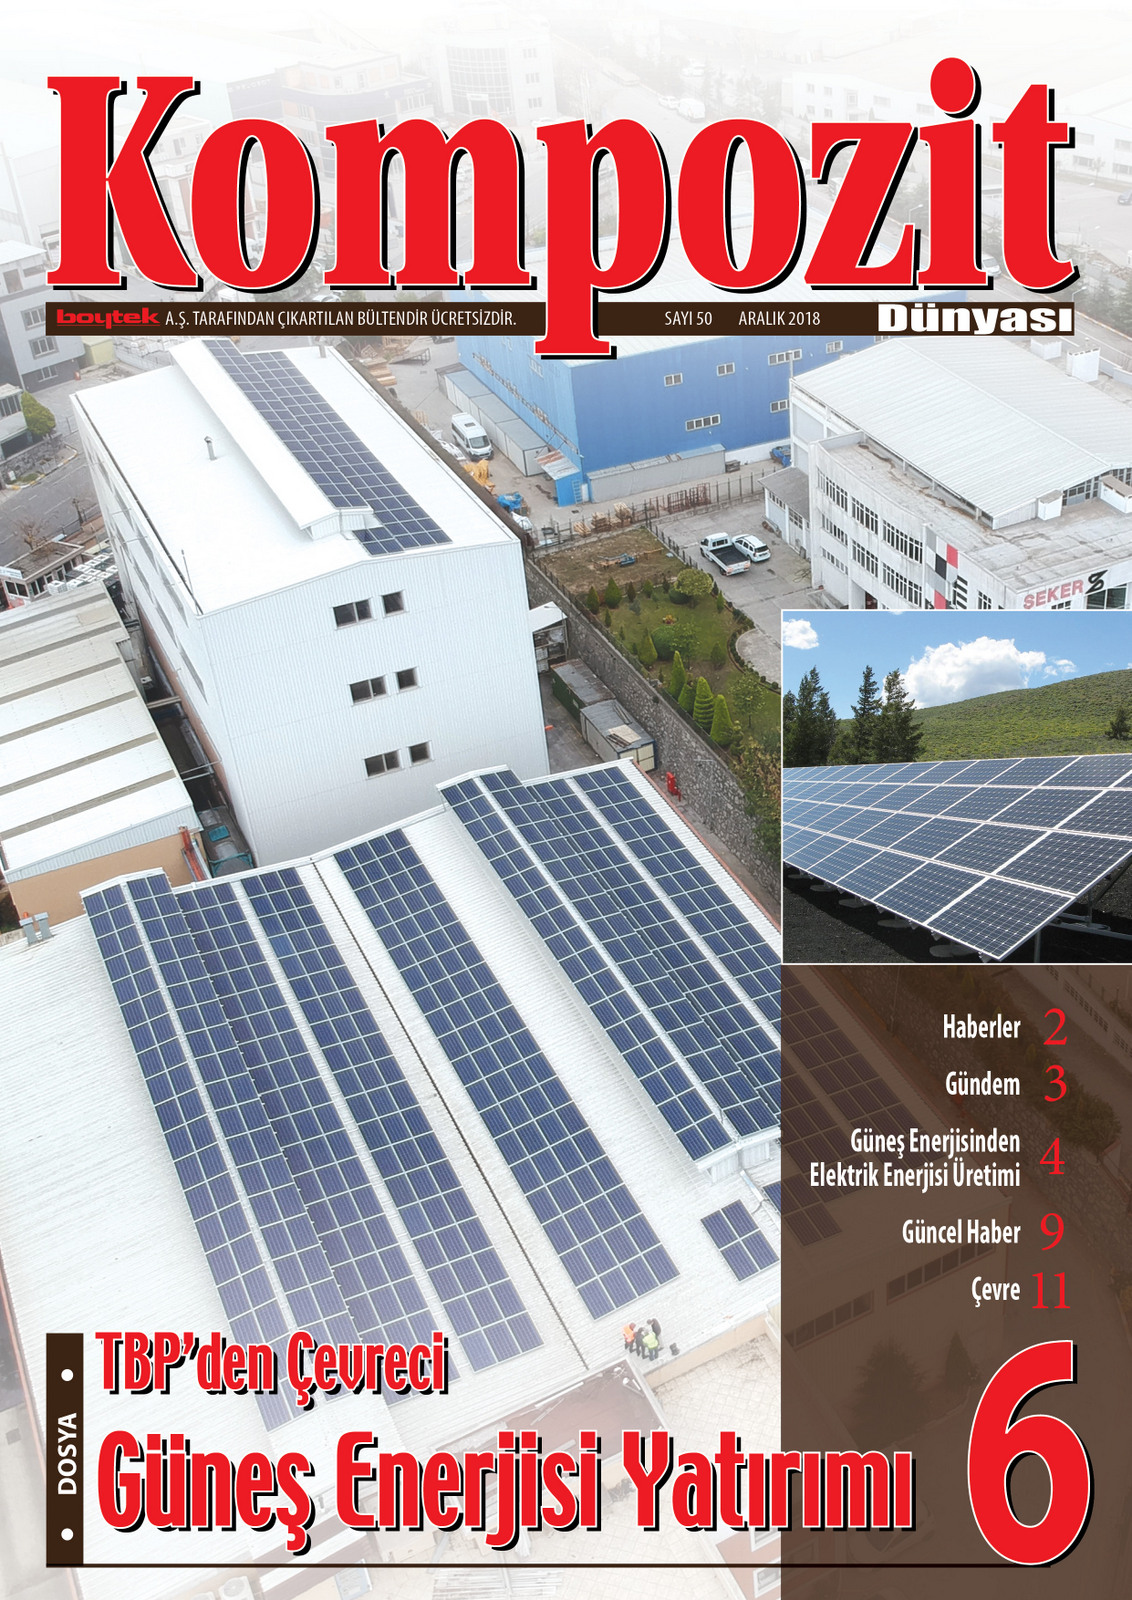 Kompozit
boytek A.Ş. TARAFINDAN ÇIKARTILAN BÜLTENDİR ÜCRETSİZDİR. SAYI 50 ARALIK 2018 Dünyası
SEKER
Haberler 2
Gündem 3
Güneş Enerjisinden
Elektrik Enerjisi Üretimi 4
Güncel Haber 9
Çevre 11
• DOSYA •
TBP'den Çevreci
Güneş Enerjisi Yatırımı 6